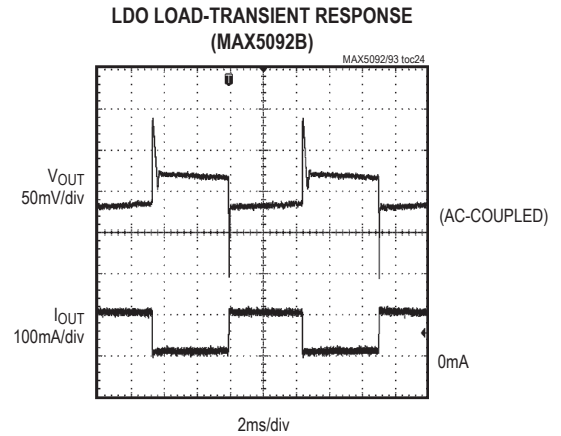 LDO LOAD-TRANSIENT RESPONSE
(MAX5092B)
MAX5092/93 toc24
T
VOUT
50mV/div
(AC-COUPLED)
IOUT
100mA/div
0mA
2ms/div